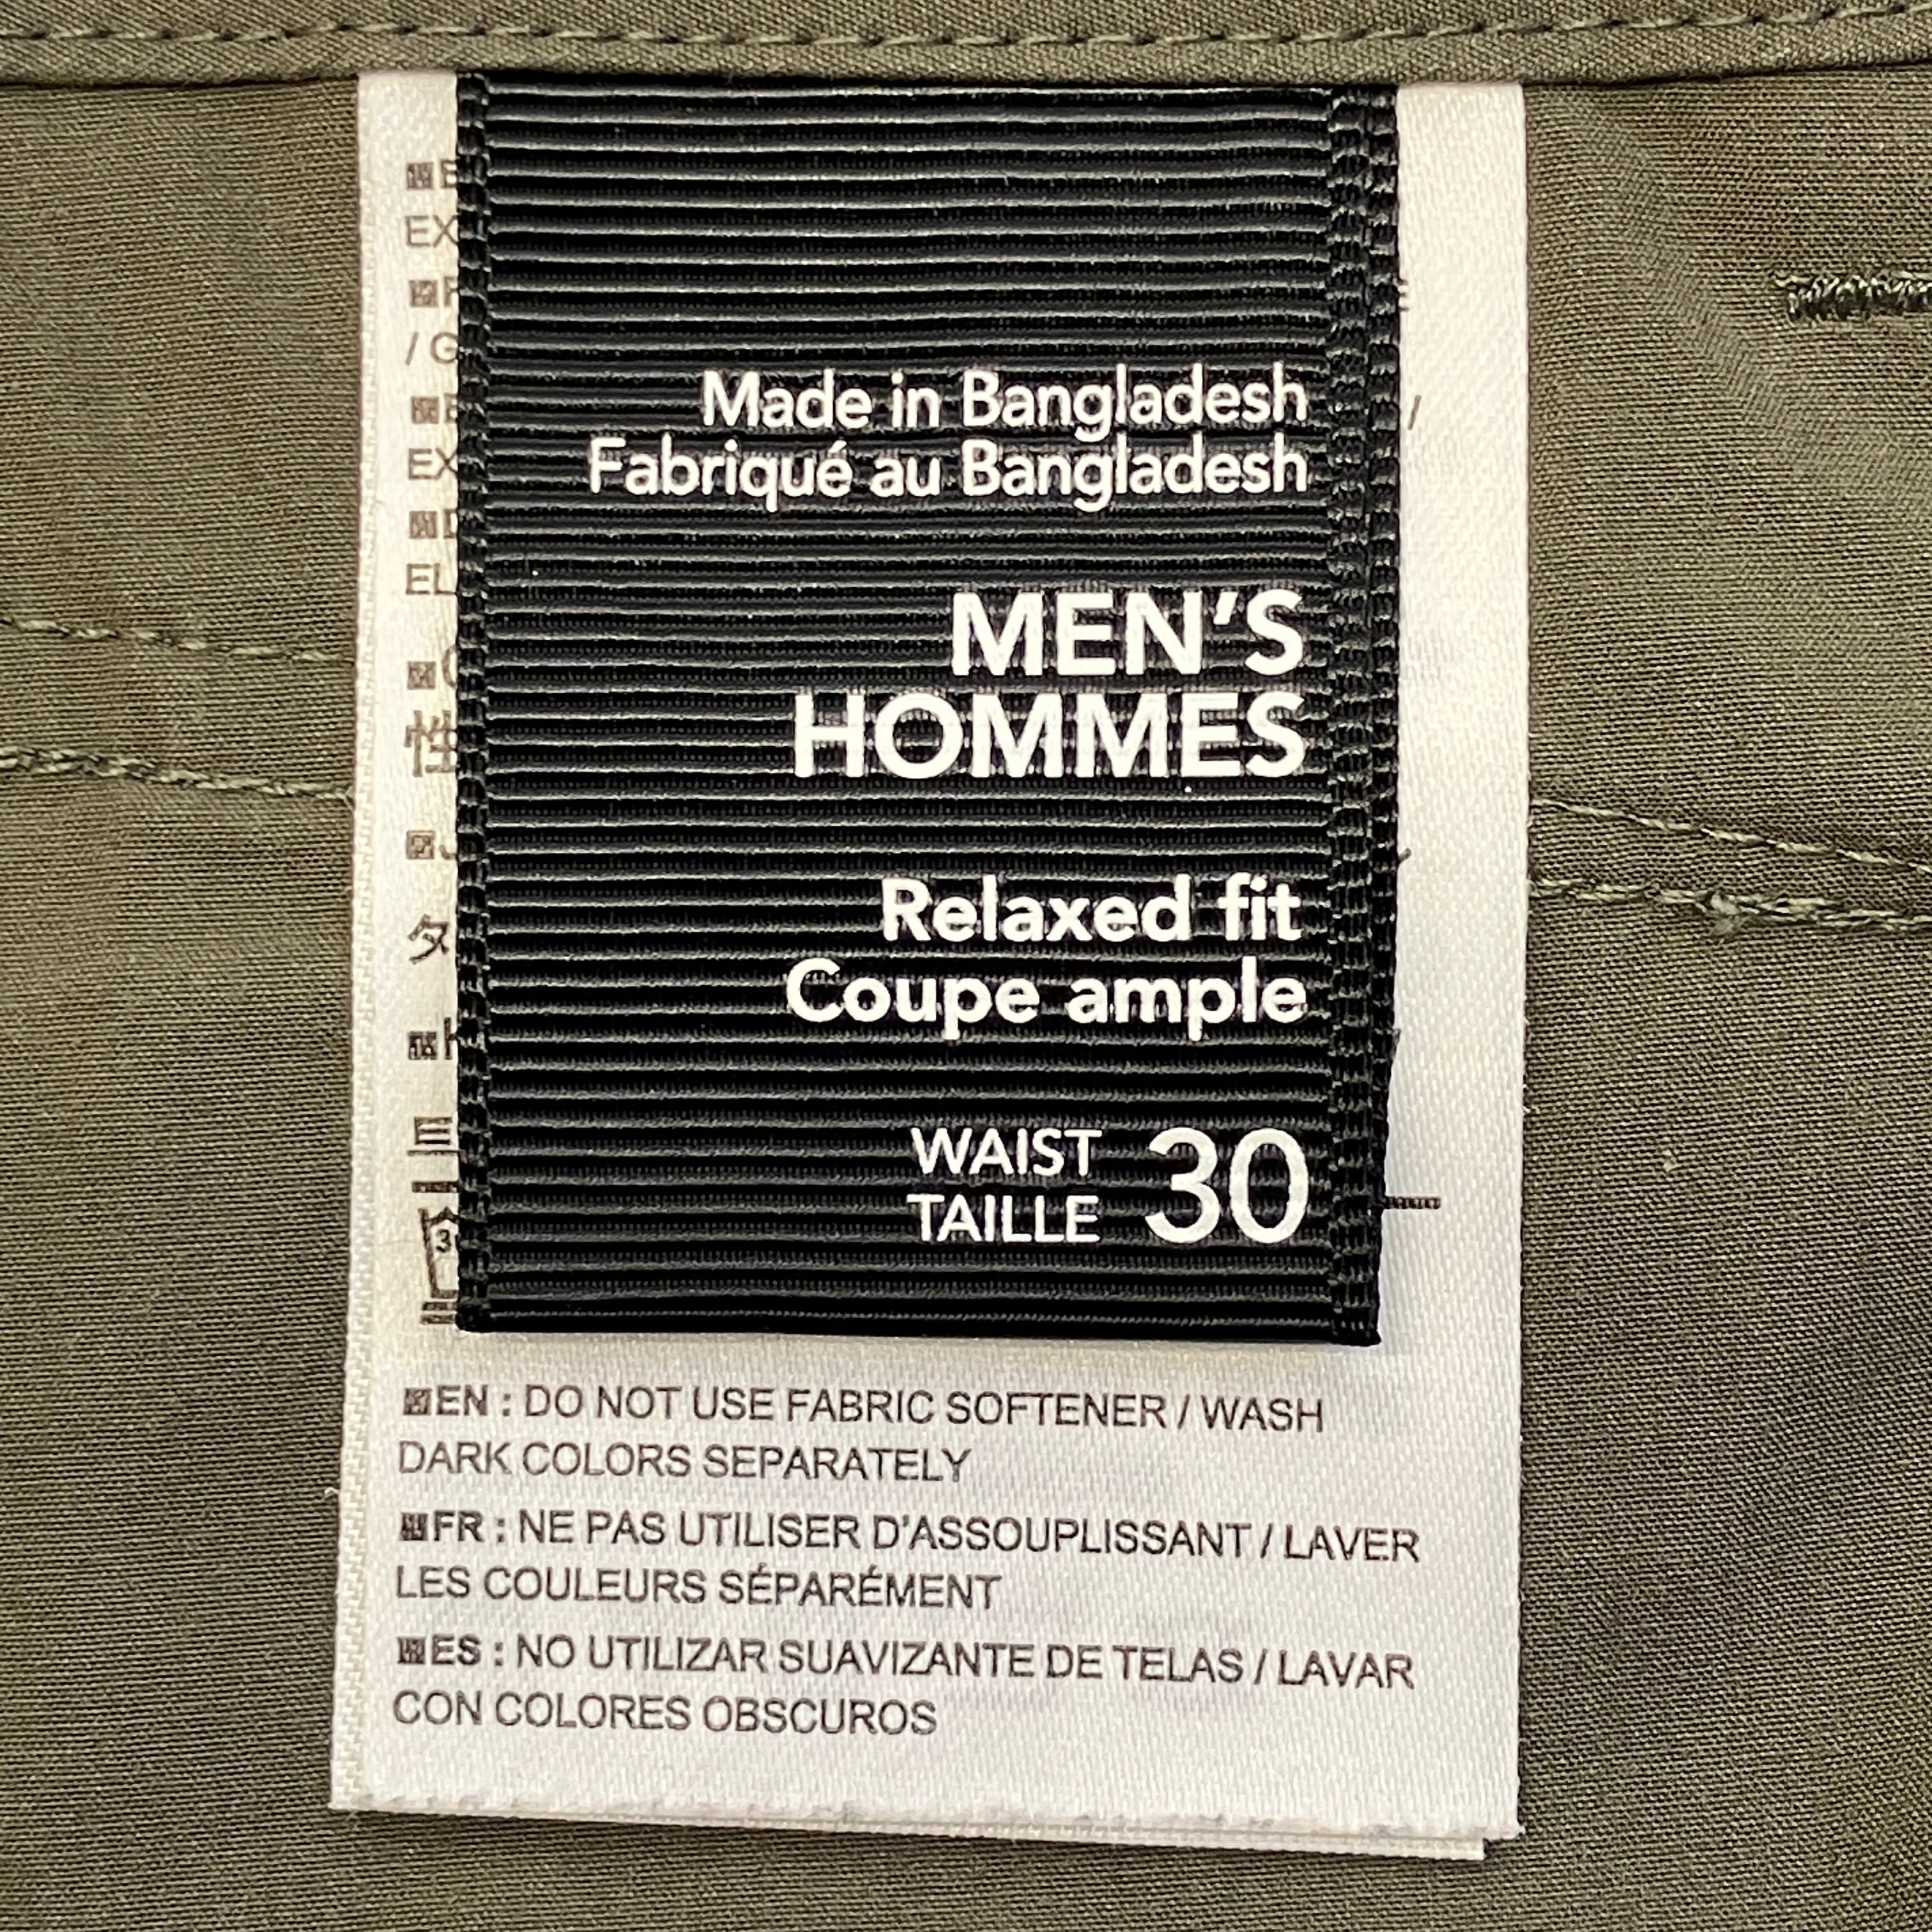 Made in Bangladesh
Fabriqué au Bangladesh
MEN'S
HOMMES
Relaxed fit
Coupe ample
WAIST 30
TAILLE
EN : DO NOT USE FABRIC SOFTENER / WASH
DARK COLORS SEPARATELY
FR : NE PAS UTILISER D'ASSOUPLISSANT / LAVER
LES COULEURS SÉPARÉMENT
ES : NO UTILIZAR SUAVIZANTE DE TELAS / LAVAR
CON COLORES OBSCUROS